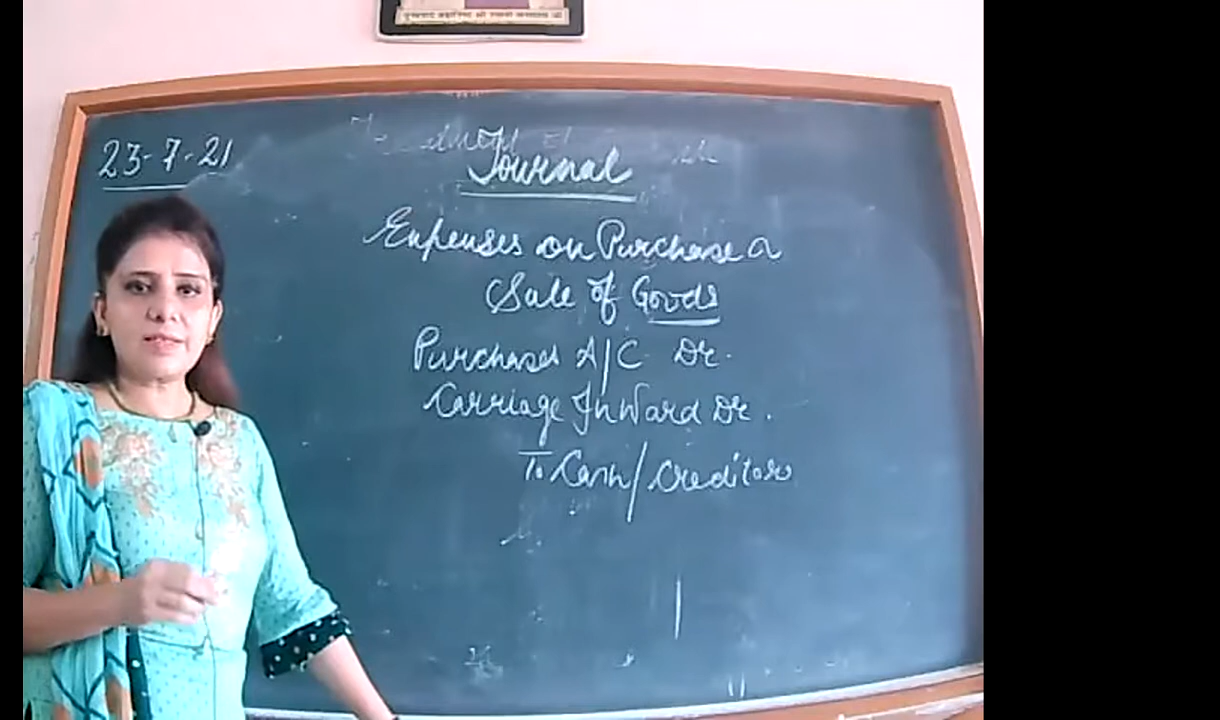 23-7-21
Journal
Expenses on Purchase &
Sale of Goods
Purchases A/C Dr.
Carriage Inward Dr.
To Cash/Creditors